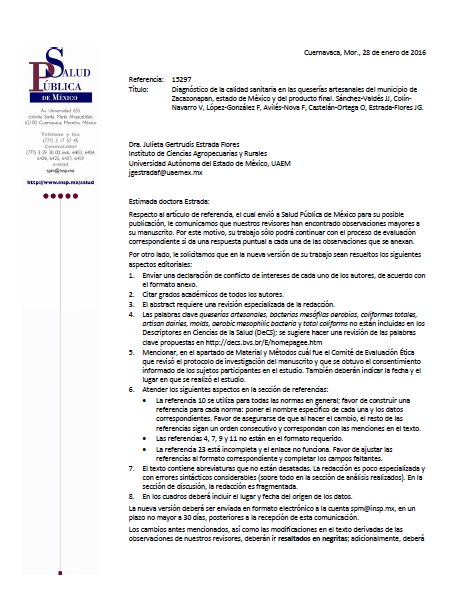 SALUD
PÚBLICA
DE MÉXICO
Av. Universidad 655
colonia Santa María Ahuacatitlán,
62100 Cuernavaca, Morelos, México
Teléfono y fax
(777) 3 17 57 45
Conmutador
(777) 3 29 30 00, exts. 6403, 6404,
6405, 6425, 6427, 6459
e-mail
spm@insp.mx
http://www.insp.mx/salud
Cuernavaca, Mor., 28 de enero de 2016
Referencia: 15297
Título: Diagnóstico de la calidad sanitaria en las queserías artesanales del municipio de
Zacazonapan, estado de México y del producto final. Sánchez-Valdés JJ, Colín-
Navarro V, López-González F, Avilés-Nova F, Castelán-Ortega O, Estrada-Flores JG.
Dra. Julieta Gertrudis Estrada Flores
Instituto de Ciencias Agropecuarias y Rurales
Universidad Autónoma del Estado de México, UAEM
jgestradaf@uaemex.mx
Estimada doctora Estrada:
Respecto al artículo de referencia, el cual envió a Salud Pública de México para su posible
publicación, le comunicamos que nuestros revisores han encontrado observaciones mayores a
su manuscrito. Por este motivo, su trabajo sólo podrá continuar con el proceso de evaluación
correspondiente si da una respuesta puntual a cada una de las observaciones que se anexan.
Por otro lado, le solicitamos que en la nueva versión de su trabajo sean resueltos los siguientes
aspectos editoriales:
1. Enviar una declaración de conflicto de intereses de cada uno de los autores, de acuerdo con
el formato anexo.
2. Citar grados académicos de todos los autores.
3. El abstract requiere una revisión especializada de la redacción.
4. Las palabras clave queserías artesanales, bacterias mesófilas aerobias, coliformes totales,
artisan dairies, molds, aerobic mesophilic bacteria y total coliforms no están incluidas en los
Descriptores en Ciencias de la Salud (DeCS); se sugiere hacer una revisión de las palabras
clave propuestas en http://decs.bvs.br/E/homepagee.htm
5. Mencionar, en el apartado de Material y Métodos cuál fue el Comité de Evaluación Ética
que revisó el protocolo de investigación del manuscrito y que se obtuvo el consentimiento
informado de los sujetos participantes en el estudio. También deberán indicar la fecha y el
lugar en que se realizó el estudio.
6. Atender los siguientes aspectos en la sección de referencias:
• La referencia 10 se utiliza para todas las normas en general; favor de construir una
referencia para cada norma: poner el nombre específico de cada una y los datos
correspondientes. Favor de asegurarse de que al hacer el cambio, el resto de las
referencias sigan un orden consecutivo y correspondan con las menciones en el texto.
• Las referencias 4, 7, 9 y 11 no están en el formato requerido.
• La referencia 23 está incompleta y el enlace no funciona. Favor de ajustar las
referencias al formato correspondiente y completar los campos faltantes.
7. El texto contiene abreviaturas que no están desatadas. La redacción es poco especializada y
con errores sintácticos considerables (sobre todo en la sección de análisis realizados). En la
sección de discusión, la redacción es fragmentada.
8. En los cuadros deberá incluir el lugar y fecha del origen de los datos.
La nueva versión deberá ser enviada en formato electrónico a la cuenta spm@insp.mx, en un
plazo no mayor a 30 días, posteriores a la recepción de esta comunicación.
Los cambios antes mencionados, así como las modificaciones en el texto derivadas de las
observaciones de nuestros revisores, deberán ir resaltados en negritas; adicionalmente, deberá